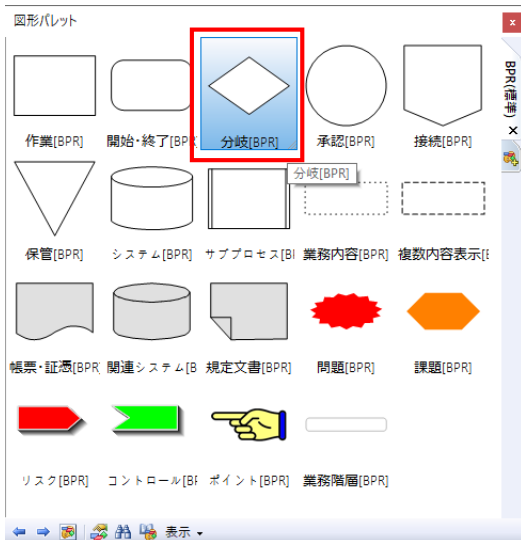 図形パレット
x
BPR(標準) ×
作業[BPR] 開始・終了[BPR 分岐[BPR] 承認[BPR] 接続[BPR]
分岐[BPR]
保管[BPR] システム[BPR] サブプロセス[B 業務内容[BPR] 複数内容表示[
帳票・証憑[BPR 関連システム[B 規定文書[BPR] 問題[BPR] 課題[BPR]
リスク[BPR] コントロール[BP ポイント[BPR] 業務階層[BPR]
表示